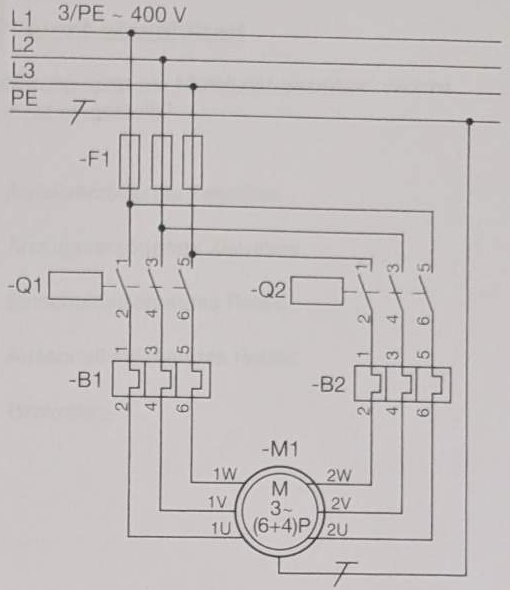 L1 3/PE ~ 400 V
L2
L3
PE
-F1
-Q1 1 3 5 -Q2 1 3 5
2 4 6 2 4 6
1 3 5 1 3 5
-B1 -B2
2 4 6 2 4 6
-M1
1W M 2W
1V 3~ 2V
1U (6+4)P 2U